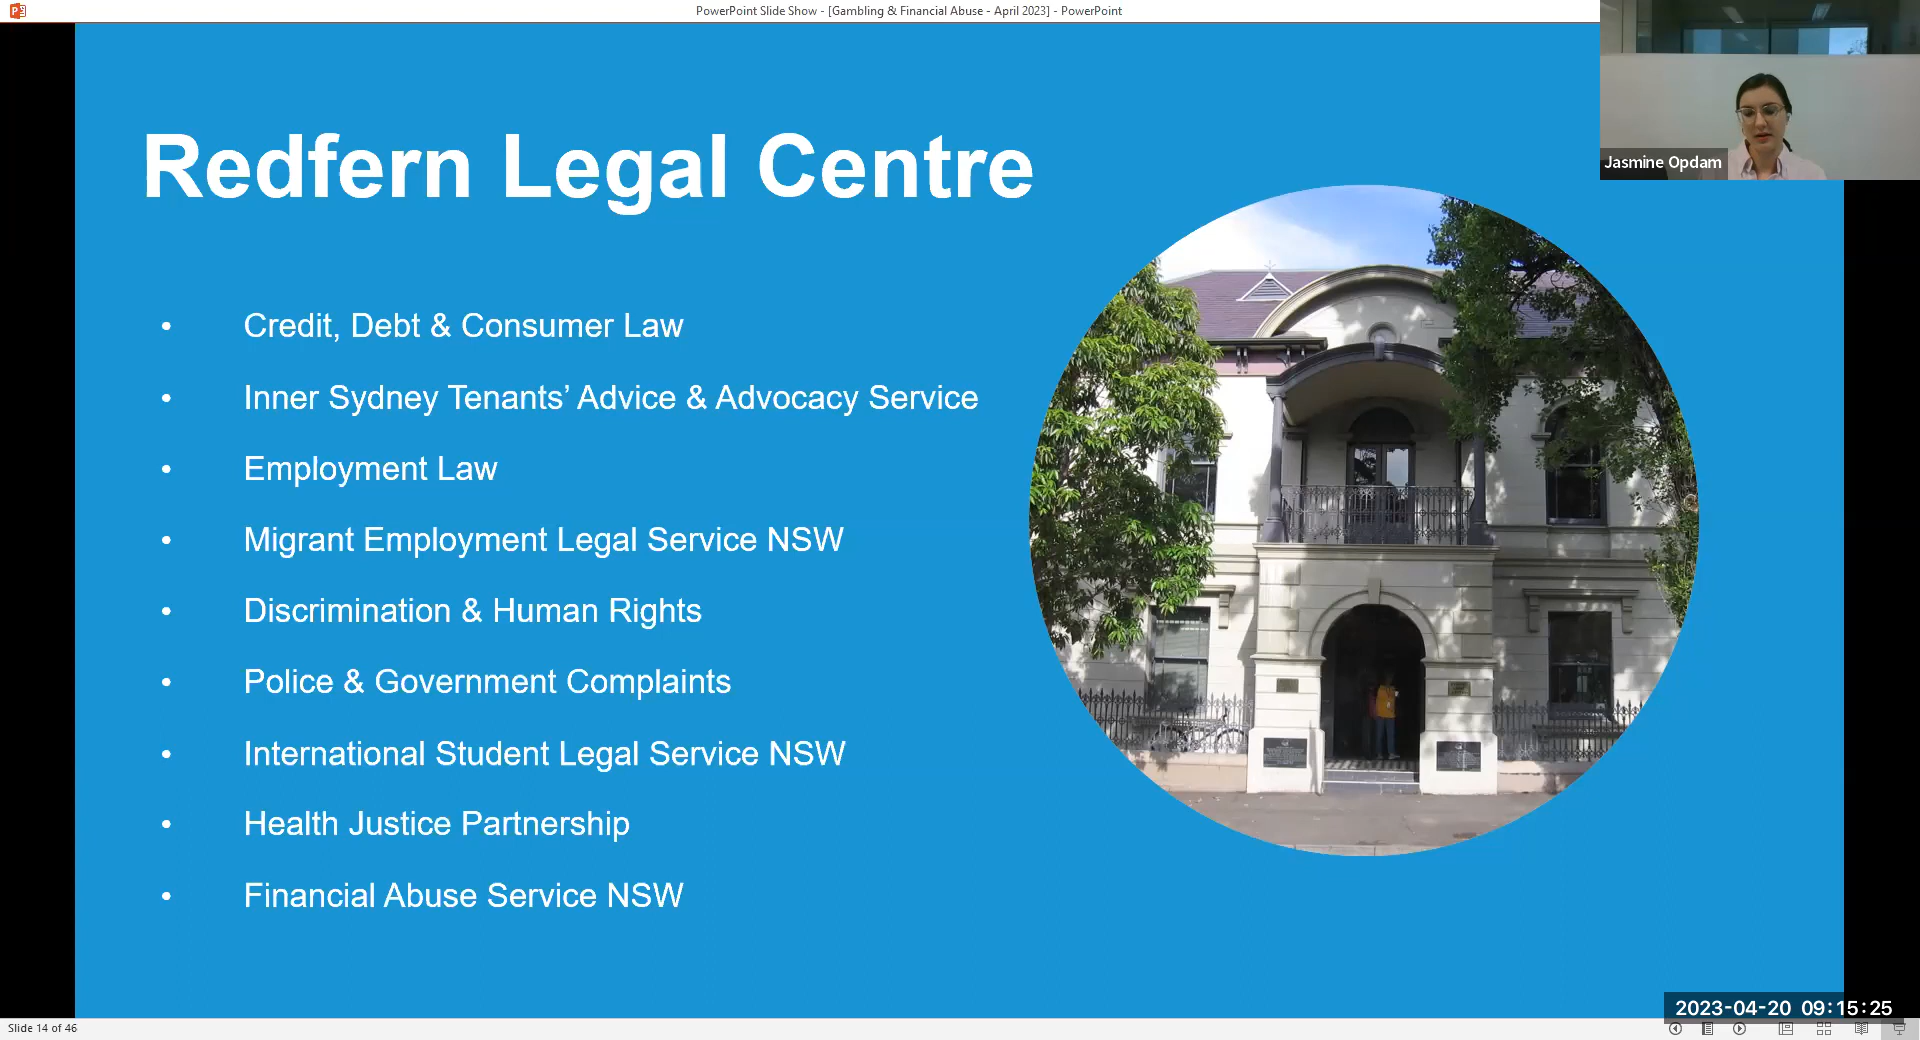 PowerPoint Slide Show - [Gambling & Financial Abuse - April 2023] - PowerPoint
Jasmine Opdam
Redfern Legal Centre
• Credit, Debt & Consumer Law
• Inner Sydney Tenants’ Advice & Advocacy Service
• Employment Law
• Migrant Employment Legal Service NSW
• Discrimination & Human Rights
• Police & Government Complaints
• International Student Legal Service NSW
• Health Justice Partnership
• Financial Abuse Service NSW
2023-04-20 09:15:25
Slide 14 of 46